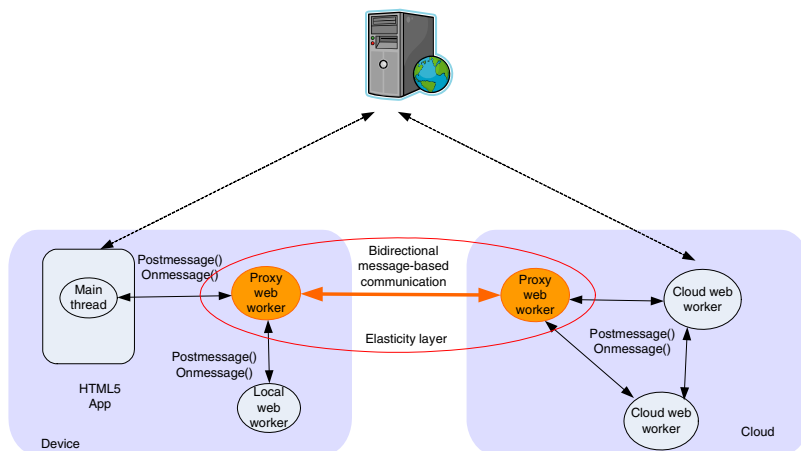 Postmessage()
Onmessage()
Bidirectional
message-based
communication
Main
thread
Proxy
web
worker
Proxy
web
worker
Cloud web
worker
Elasticity layer
Postmessage()
Onmessage()
Postmessage()
Onmessage()
HTML5
App
Local
web
worker
Cloud web
worker
Device
Cloud